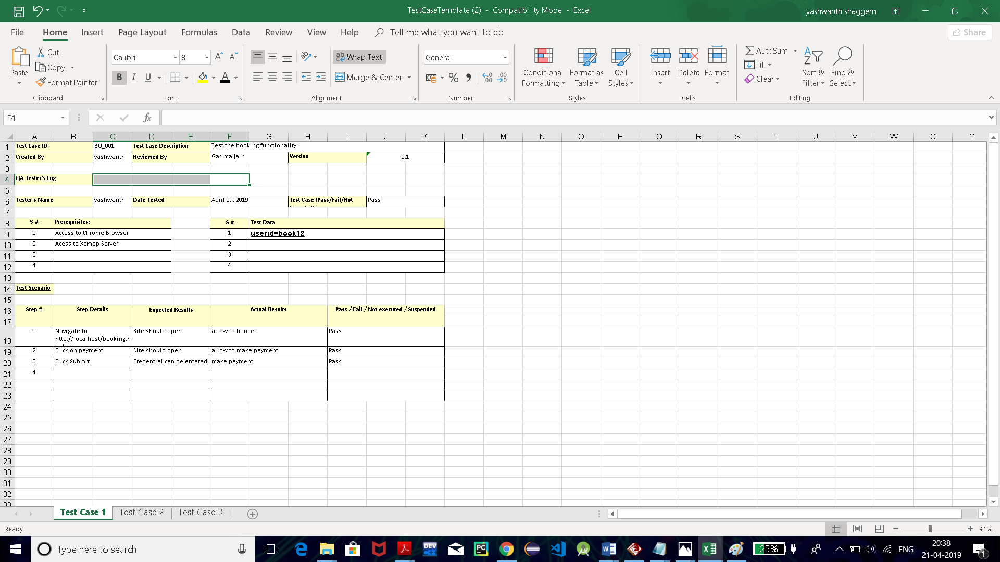 TestCaseTemplate (2) - Compatibility Mode - Excel
yashwanth sheggem
File Home Insert Page Layout Formulas Data Review View Help Tell me what you want to do Share
Paste Cut Copy Format Painter Clipboard
Calibri 8 B I U Font
Wrap Text Merge & Center Alignment
General % .00 Number
Conditional Formatting Format as Table Cell Styles Styles
Insert Delete Format Cells
AutoSum Fill Clear Sort & Filter Find & Select Editing
F4 fx
A B C D E F G H I J K L M N O P Q R S T U V W X Y
1 Test Case ID BU_001 Test Case Description Test the booking functionality
2 Created By yashwanth Reviewed By Garima jain Version 2.1
3
4 QA Tester's Log
5
6 Tester's Name yashwanth Date Tested April 19, 2019 Test Case (Pass/Fail/Not Pass
7
8 S # Prerequisites: S # Test Data
9 1 Access to Chrome Browser 1 userid=book12
10 2 Acess to Xampp Server 2
11 3 3
12 4 4
13
14 Test Scenario
15
16 Step # Step Details Expected Results Actual Results Pass / Fail / Not executed / Suspended
17
18 1 Navigate to http://localhost/booking.h Site should open allow to booked Pass
19 2 Click on payment Site should open allow to make payment Pass
20 3 Click Submit Credential can be entered make payment Pass
21 4
22
23
24
25
26
27
28
29
30
31
32
33
Test Case 1 Test Case 2 Test Case 3
Ready 91%
Type here to search DEV PC 25% ENG 20:38
21-04-2019 1